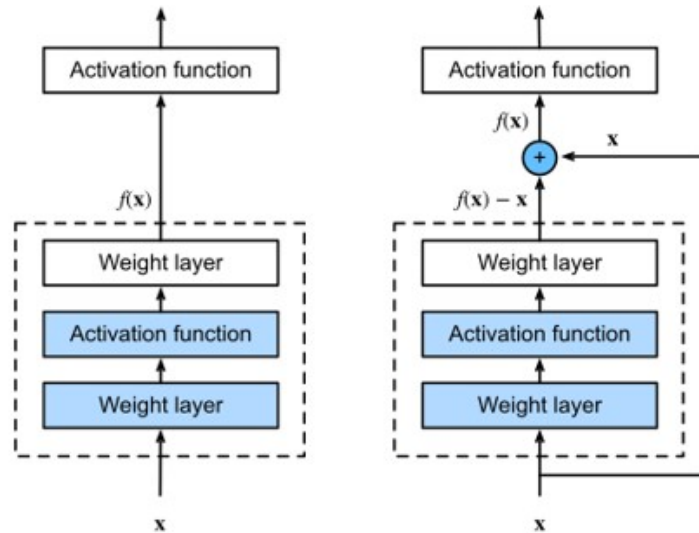 Activation function
f(x)
Weight layer
Activation function
Weight layer
x
Activation function
f(x)
x
+
f(x) − x
Weight layer
Activation function
Weight layer
x